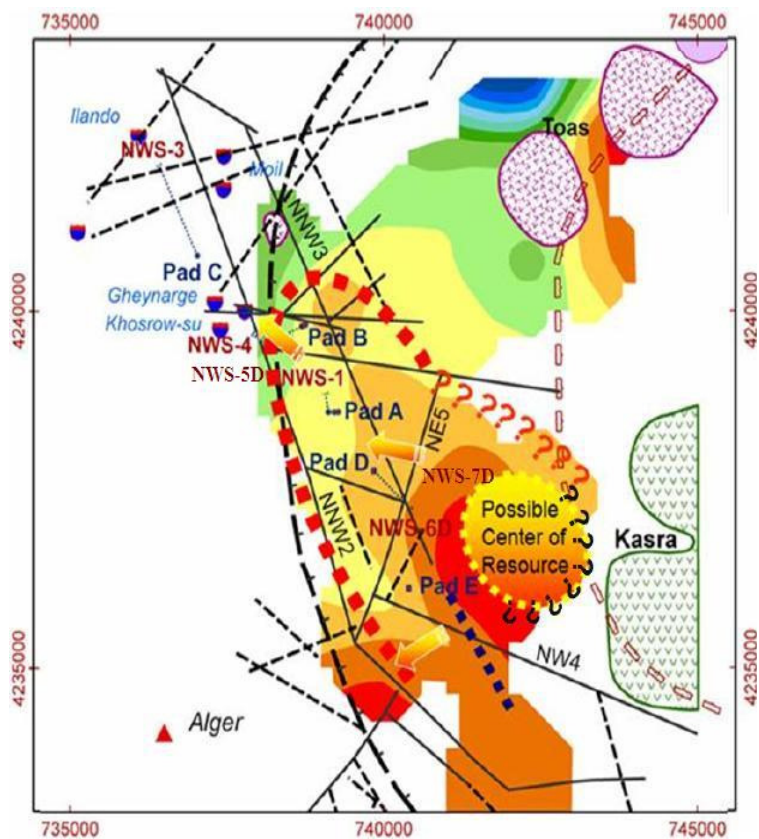 735000 740000 745000
Ilando
Toas
NWS-3
Moil
NNW3
Pad C
Gheynarge
4240000
4240000
Khosrow-su
Pad B
NWS-4
NWS-5D
NWS-1
Pad A
NE5
? ? ? ? ? ? ? ? ?
Pad D
NWS-7D
NNW2
NWS-6D
Possible
Center of
Resource
Kasra
Pad E
NW4
4235000
4235000
Alger
735000 740000 745000